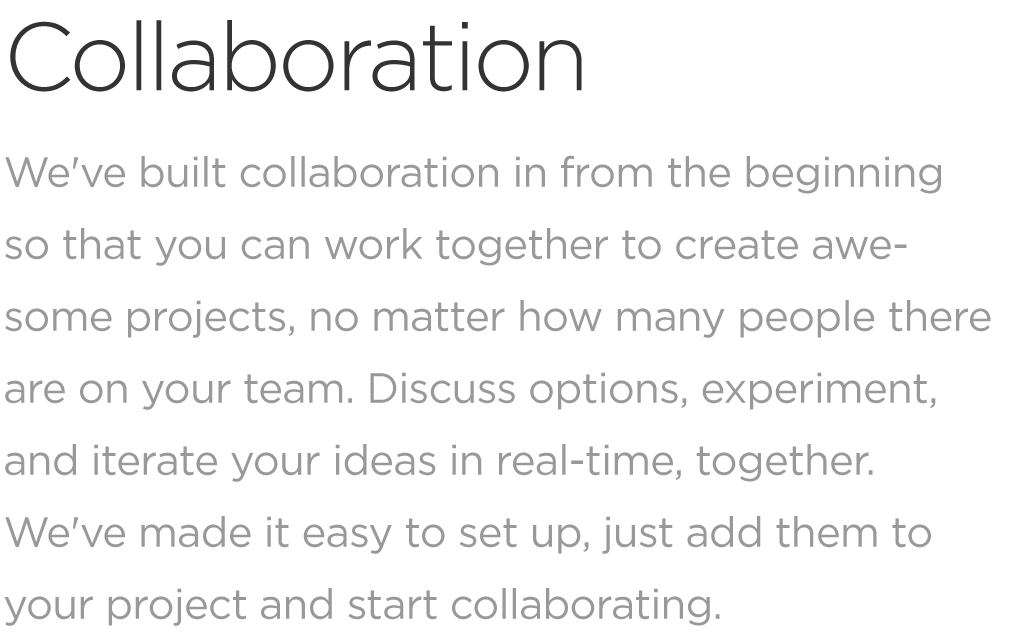 Collaboration
We've built collaboration in from the beginning
so that you can work together to create awe-
some projects, no matter how many people there
are on your team. Discuss options, experiment,
and iterate your ideas in real-time, together.
We've made it easy to set up, just add them to
your project and start collaborating.